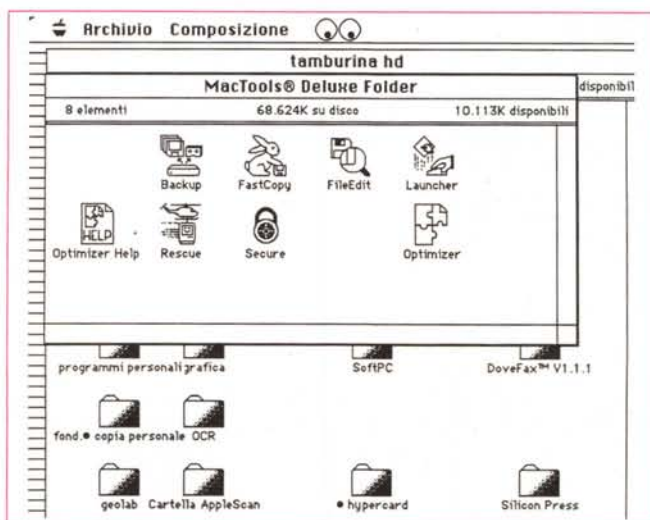 Archivio Composizione
tamburina hd
MacTools® Deluxe Folder
disponibil
8 elementi 68.624K su disco 10.113K disponibili
Backup FastCopy FileEdit Launcher
HELP
Optimizer Help Rescue Secure Optimizer
programmi personali grafica SoftPC DoveFax™ V1.1.1
fond.● copia personale OCR
geolab Cartella AppleScan ● hypercard Silicon Press